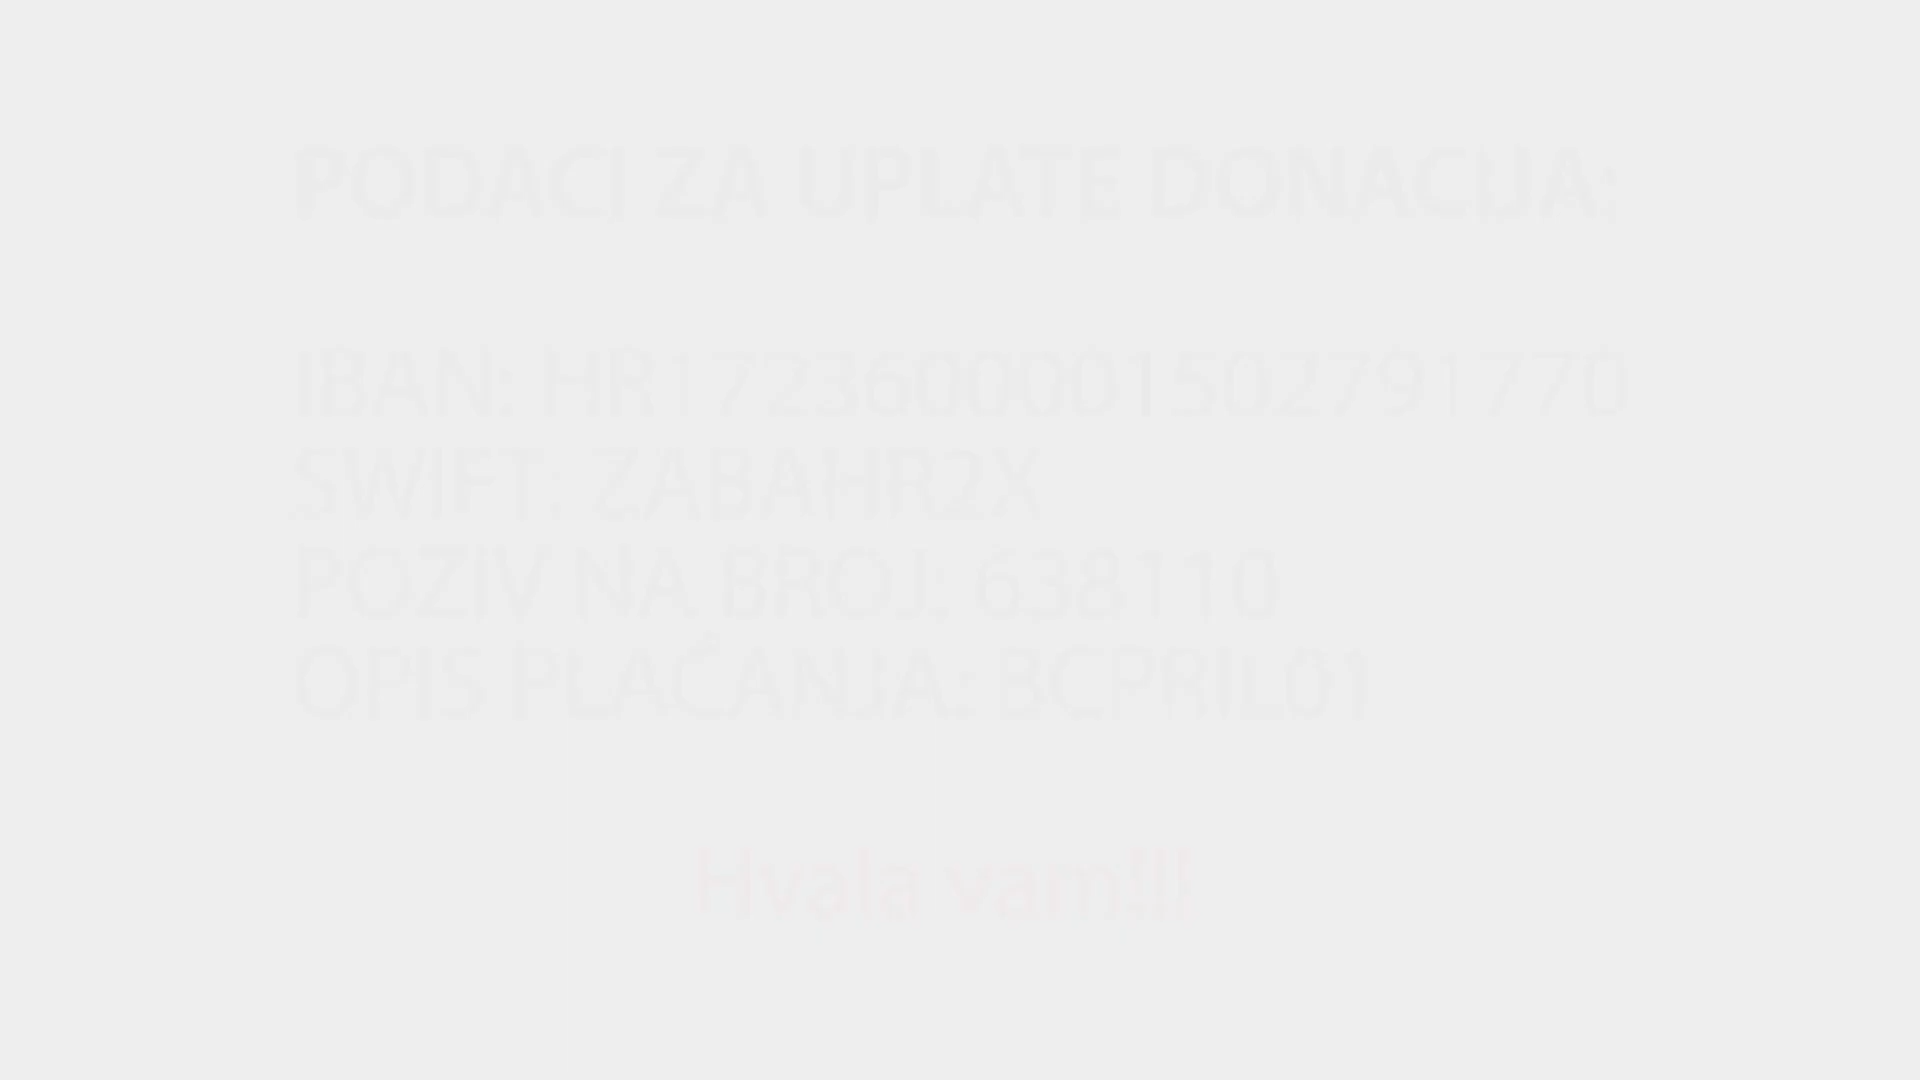 PODACI ZA UPLATE DONACIJA:
IBAN: HR1723600001502791770
SWIFT: ZABAHR2X
POZIV NA BROJ: 638110
OPIS PLAĆANJA: BCPRIL01
Hvala vam!!!